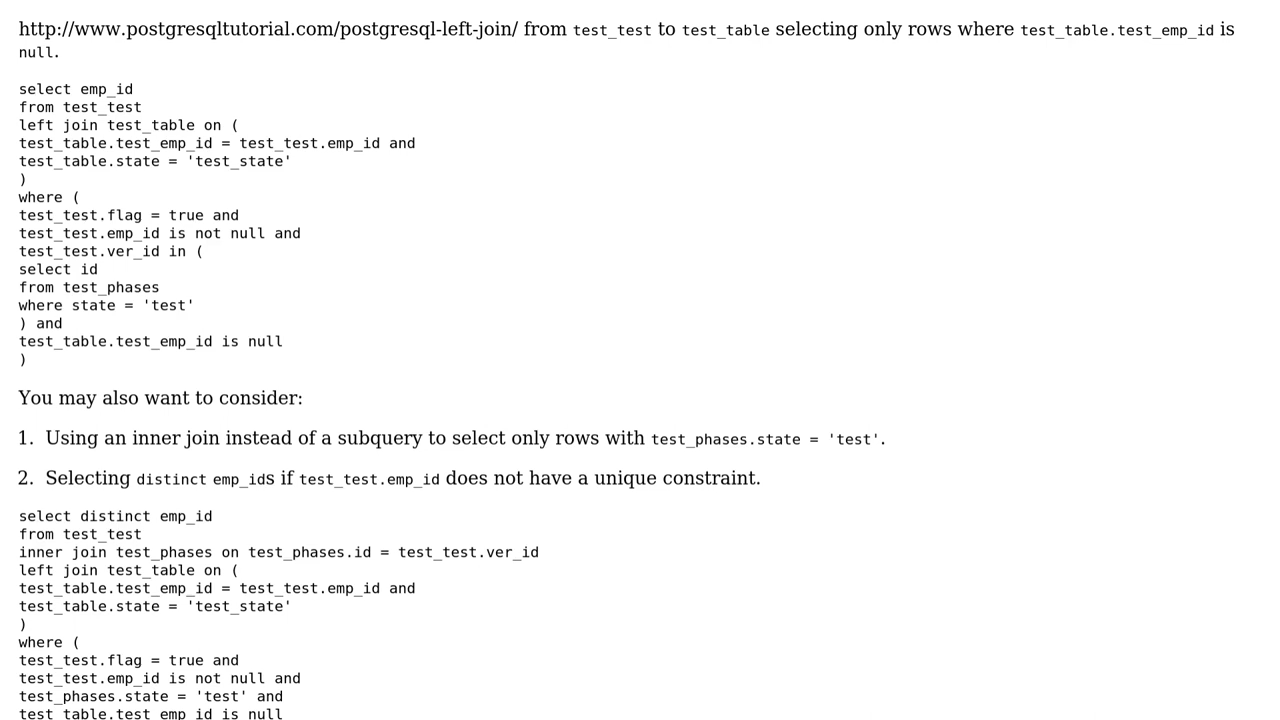 http://www.postgresqltutorial.com/postgresql-left-join/ from test_test to test_table selecting only rows where test_table.test_emp_id is
null.
select emp_id
from test_test
left join test_table on (
test_table.test_emp_id = test_test.emp_id and
test_table.state = 'test_state'
)
where (
test_test.flag = true and
test_test.emp_id is not null and
test_test.ver_id in (
select id
from test_phases
where state = 'test'
) and
test_table.test_emp_id is null
)
You may also want to consider:
1. Using an inner join instead of a subquery to select only rows with test_phases.state = 'test'.
2. Selecting distinct emp_ids if test_test.emp_id does not have a unique constraint.
select distinct emp_id
from test_test
inner join test_phases on test_phases.id = test_test.ver_id
left join test_table on (
test_table.test_emp_id = test_test.emp_id and
test_table.state = 'test_state'
)
where (
test_test.flag = true and
test_test.emp_id is not null and
test_phases.state = 'test' and
test_table.test_emp_id is null